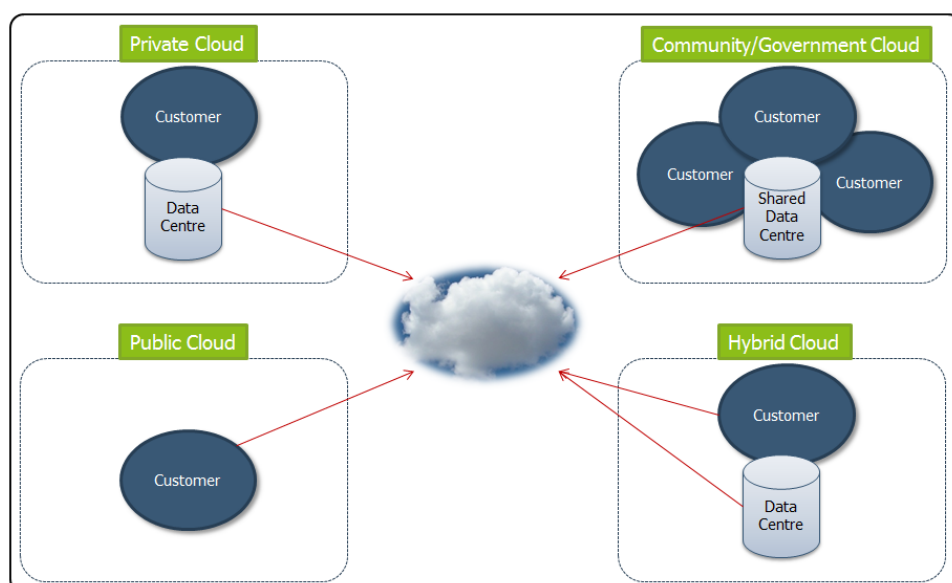 Private Cloud
Customer
Data
Centre
Community/Government Cloud
Customer
Customer
Customer
Shared
Data
Centre
Public Cloud
Customer
Hybrid Cloud
Customer
Data
Centre